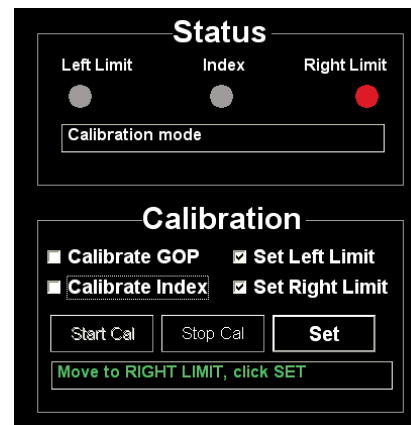 Status
Left Limit Index Right Limit
Calibration mode
Calibration
Calibrate GOP Set Left Limit
Calibrate Index Set Right Limit
Start Cal Stop Cal Set
Move to RIGHT LIMIT, click SET